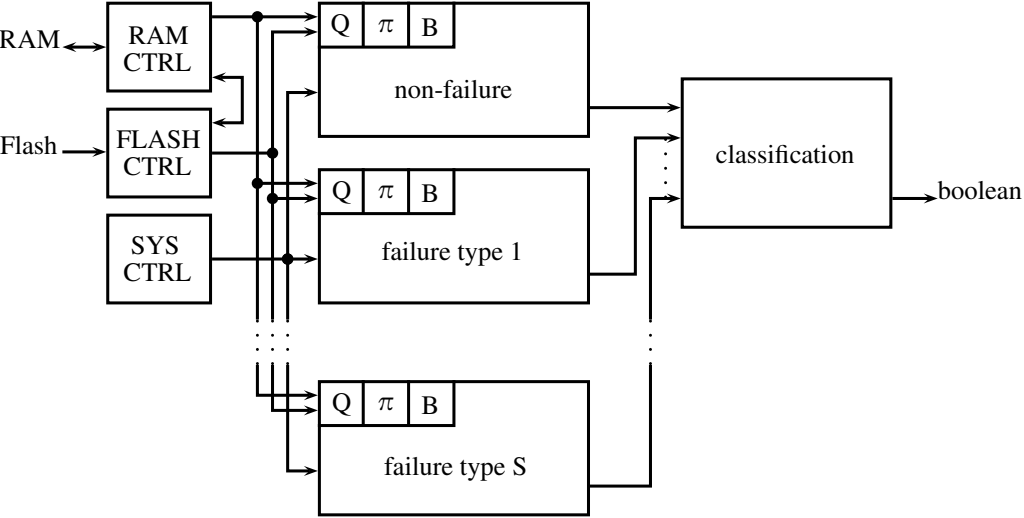 RAM
RAM
CTRL
Q π B
non-failure
Flash
FLASH
CTRL
classification
boolean
Q π B
failure type 1
SYS
CTRL
Q π B
failure type S